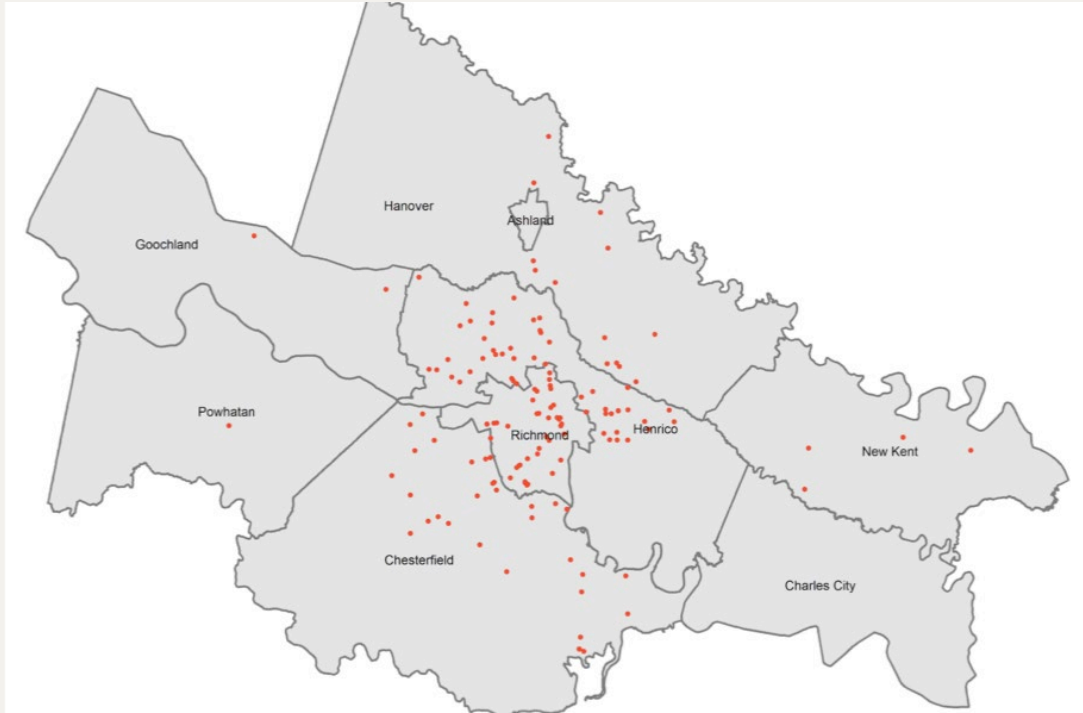 Hanover
Ashland
Goochland
Powhatan
Richmond
Henrico
New Kent
Chesterfield
Charles City